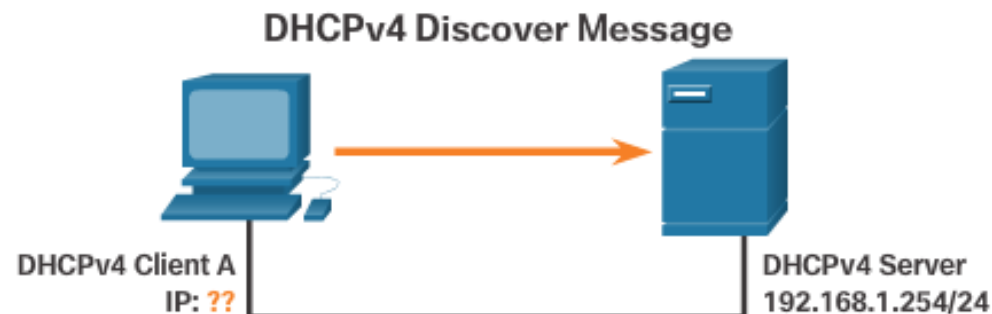 DHCPv4 Discover Message
DHCPv4 Client A
IP: ??
DHCPv4 Server
192.168.1.254/24